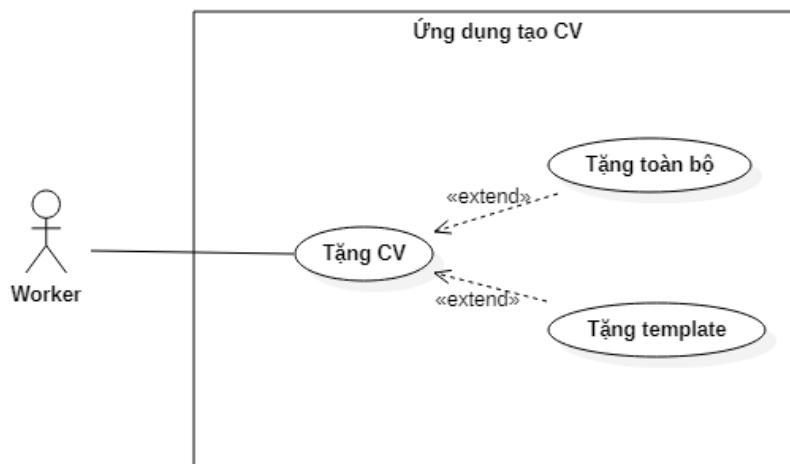 Ứng dụng tạo CV
Tặng toàn bộ
«extend»
Tặng CV
Worker
«extend»
Tặng template